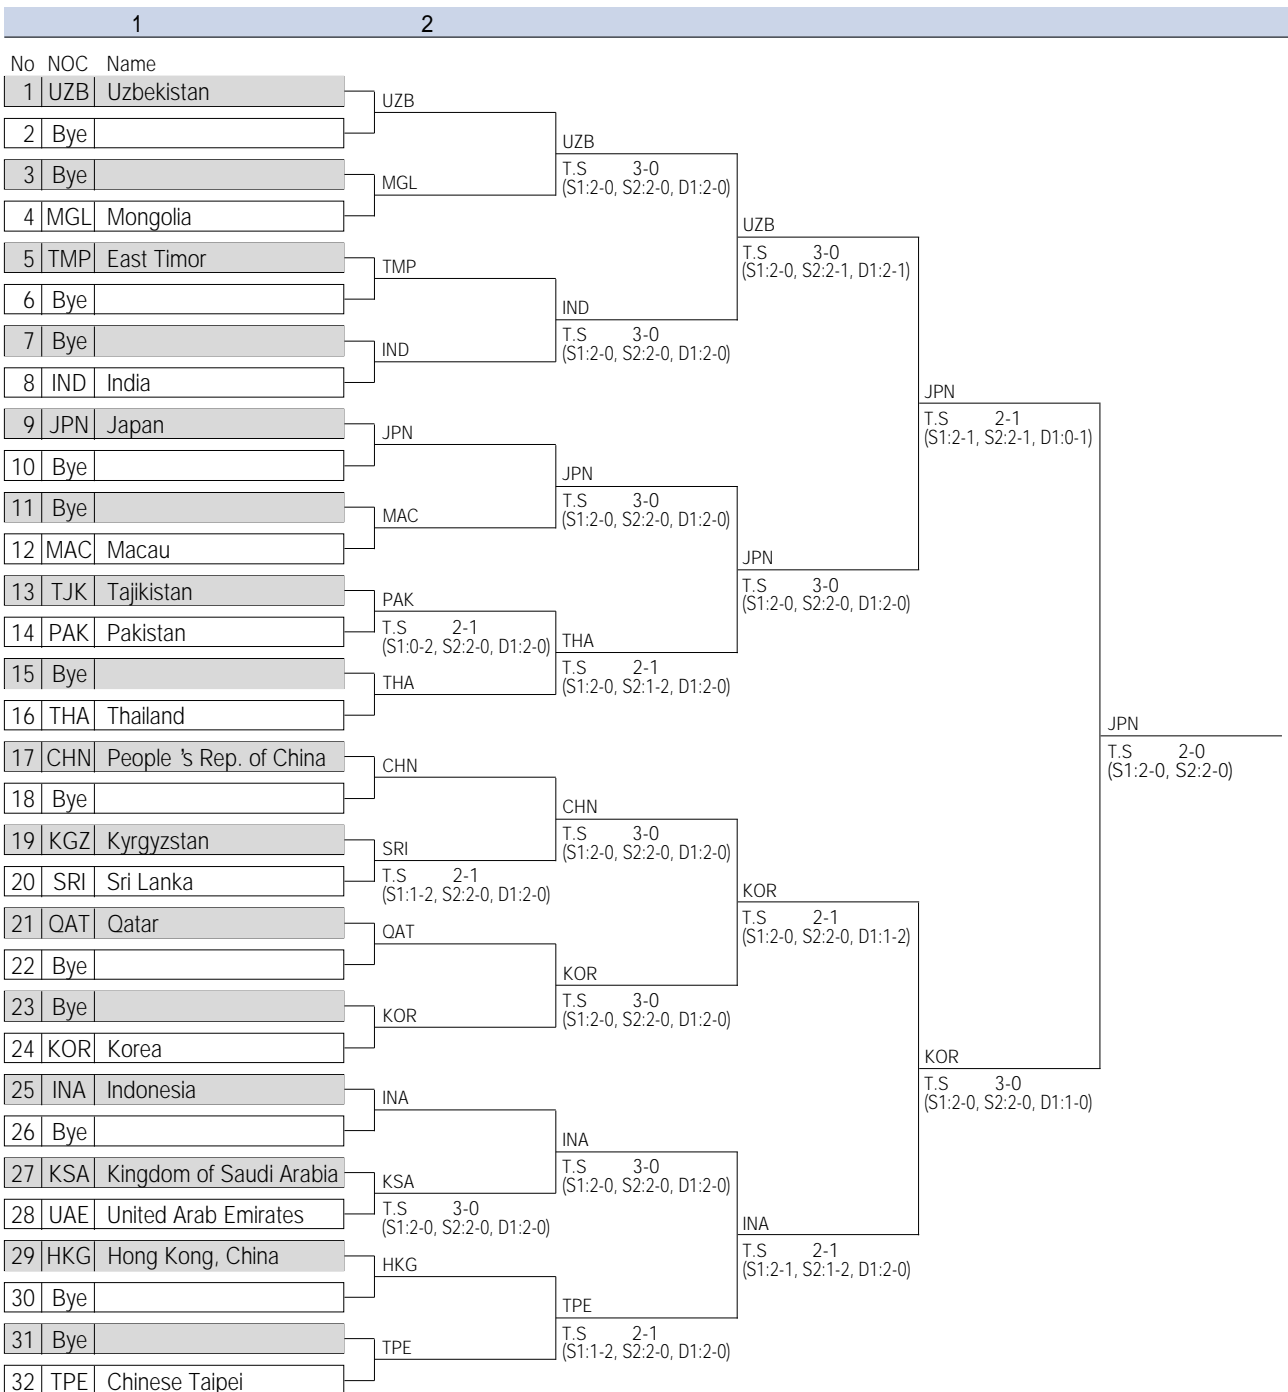 1 2
No NOC Name
1 UZB Uzbekistan
2 Bye
3 Bye
4 MGL Mongolia
5 TMP East Timor
6 Bye
7 Bye
8 IND India
9 JPN Japan
10 Bye
11 Bye
12 MAC Macau
13 TJK Tajikistan
14 PAK Pakistan
15 Bye
16 THA Thailand
17 CHN People 's Rep. of China
18 Bye
19 KGZ Kyrgyzstan
20 SRI Sri Lanka
21 QAT Qatar
22 Bye
23 Bye
24 KOR Korea
25 INA Indonesia
26 Bye
27 KSA Kingdom of Saudi Arabia
28 UAE United Arab Emirates
29 HKG Hong Kong, China
30 Bye
31 Bye
32 TPE Chinese Taipei
UZB
MGL
TMP
IND
JPN
MAC
PAK
T.S 2-1
(S1:0-2, S2:2-0, D1:2-0)
THA
CHN
SRI
T.S 2-1
(S1:1-2, S2:2-0, D1:2-0)
QAT
KOR
INA
KSA
T.S 3-0
(S1:2-0, S2:2-0, D1:2-0)
HKG
TPE
UZB
T.S 3-0
(S1:2-0, S2:2-0, D1:2-0)
IND
T.S 3-0
(S1:2-0, S2:2-0, D1:2-0)
JPN
T.S 3-0
(S1:2-0, S2:2-0, D1:2-0)
THA
T.S 2-1
(S1:2-0, S2:1-2, D1:2-0)
CHN
T.S 3-0
(S1:2-0, S2:2-0, D1:2-0)
KOR
T.S 3-0
(S1:2-0, S2:2-0, D1:2-0)
INA
T.S 3-0
(S1:2-0, S2:2-0, D1:2-0)
TPE
T.S 2-1
(S1:1-2, S2:2-0, D1:2-0)
UZB
T.S 3-0
(S1:2-0, S2:2-1, D1:2-1)
JPN
T.S 3-0
(S1:2-0, S2:2-0, D1:2-0)
KOR
T.S 2-1
(S1:2-0, S2:2-0, D1:1-2)
INA
T.S 2-1
(S1:2-1, S2:1-2, D1:2-0)
JPN
T.S 2-1
(S1:2-1, S2:2-1, D1:0-1)
KOR
T.S 3-0
(S1:2-0, S2:2-0, D1:1-0)
JPN
T.S 2-0
(S1:2-0, S2:2-0)